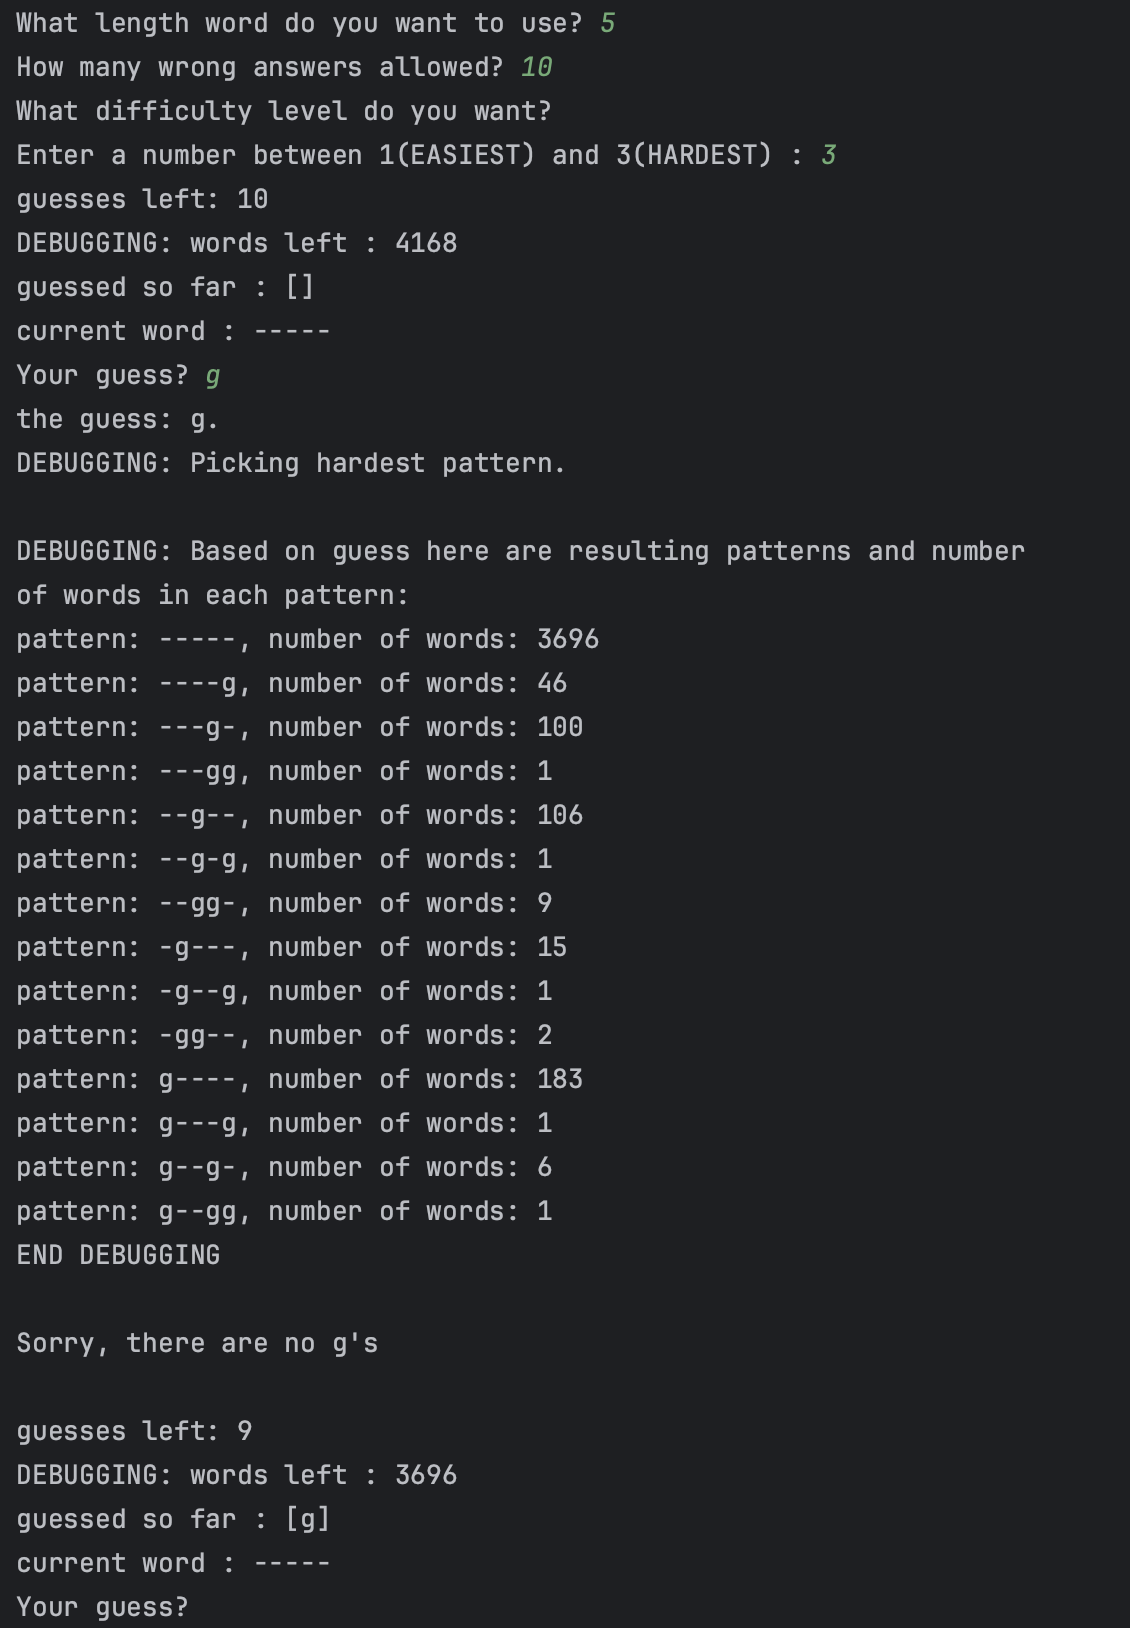 What length word do you want to use? 5
How many wrong answers allowed? 10
What difficulty level do you want?
Enter a number between 1(EASIEST) and 3(HARDEST) : 3
guesses left: 10
DEBUGGING: words left : 4168
guessed so far : []
current word : -----
Your guess? g
the guess: g.
DEBUGGING: Picking hardest pattern.
DEBUGGING: Based on guess here are resulting patterns and number
of words in each pattern:
pattern: -----, number of words: 3696
pattern: ----g, number of words: 46
pattern: ---g-, number of words: 100
pattern: ---gg, number of words: 1
pattern: --g--, number of words: 106
pattern: --g-g, number of words: 1
pattern: --gg-, number of words: 9
pattern: -g---, number of words: 15
pattern: -g--g, number of words: 1
pattern: -gg--, number of words: 2
pattern: g----, number of words: 183
pattern: g---g, number of words: 1
pattern: g--g-, number of words: 6
pattern: g--gg, number of words: 1
END DEBUGGING
Sorry, there are no g's
guesses left: 9
DEBUGGING: words left : 3696
guessed so far : [g]
current word : -----
Your guess?